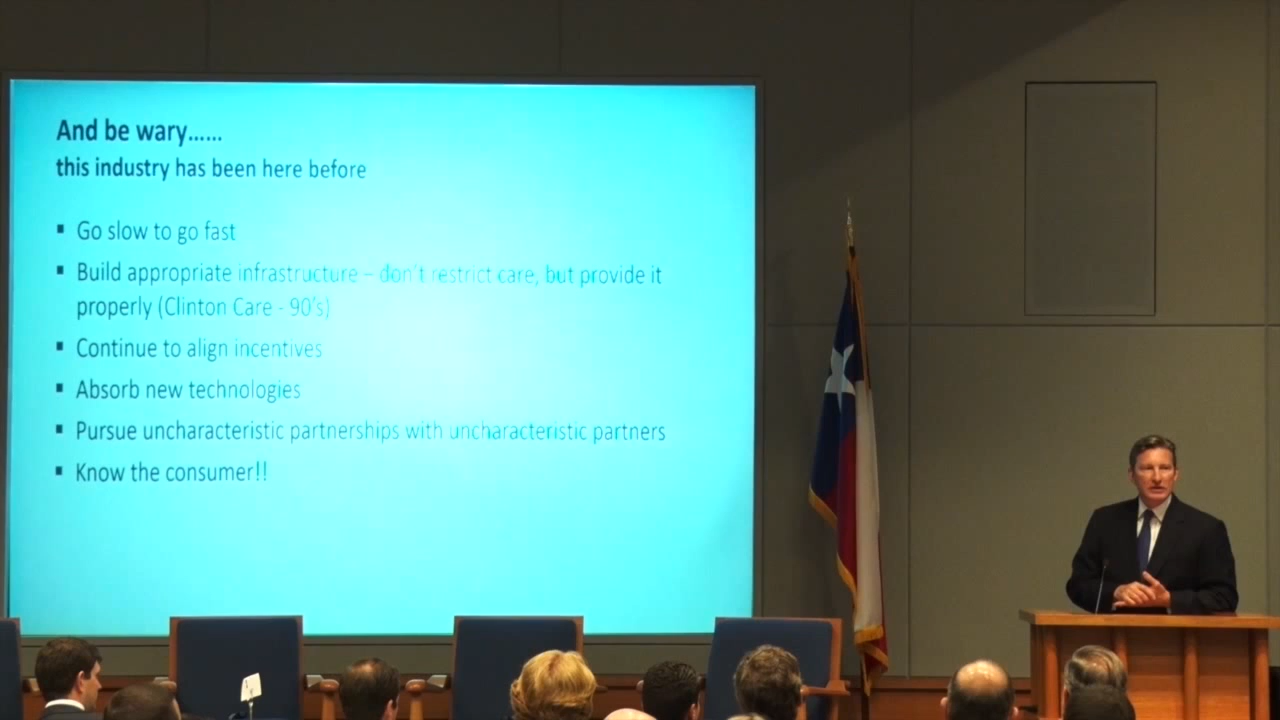 And be wary……
this industry has been here before
▪ Go slow to go fast
▪ Build appropriate infrastructure – don't restrict care, but provide it
properly (Clinton Care - 90's)
▪ Continue to align incentives
▪ Absorb new technologies
▪ Pursue uncharacteristic partnerships with uncharacteristic partners
▪ Know the consumer!!